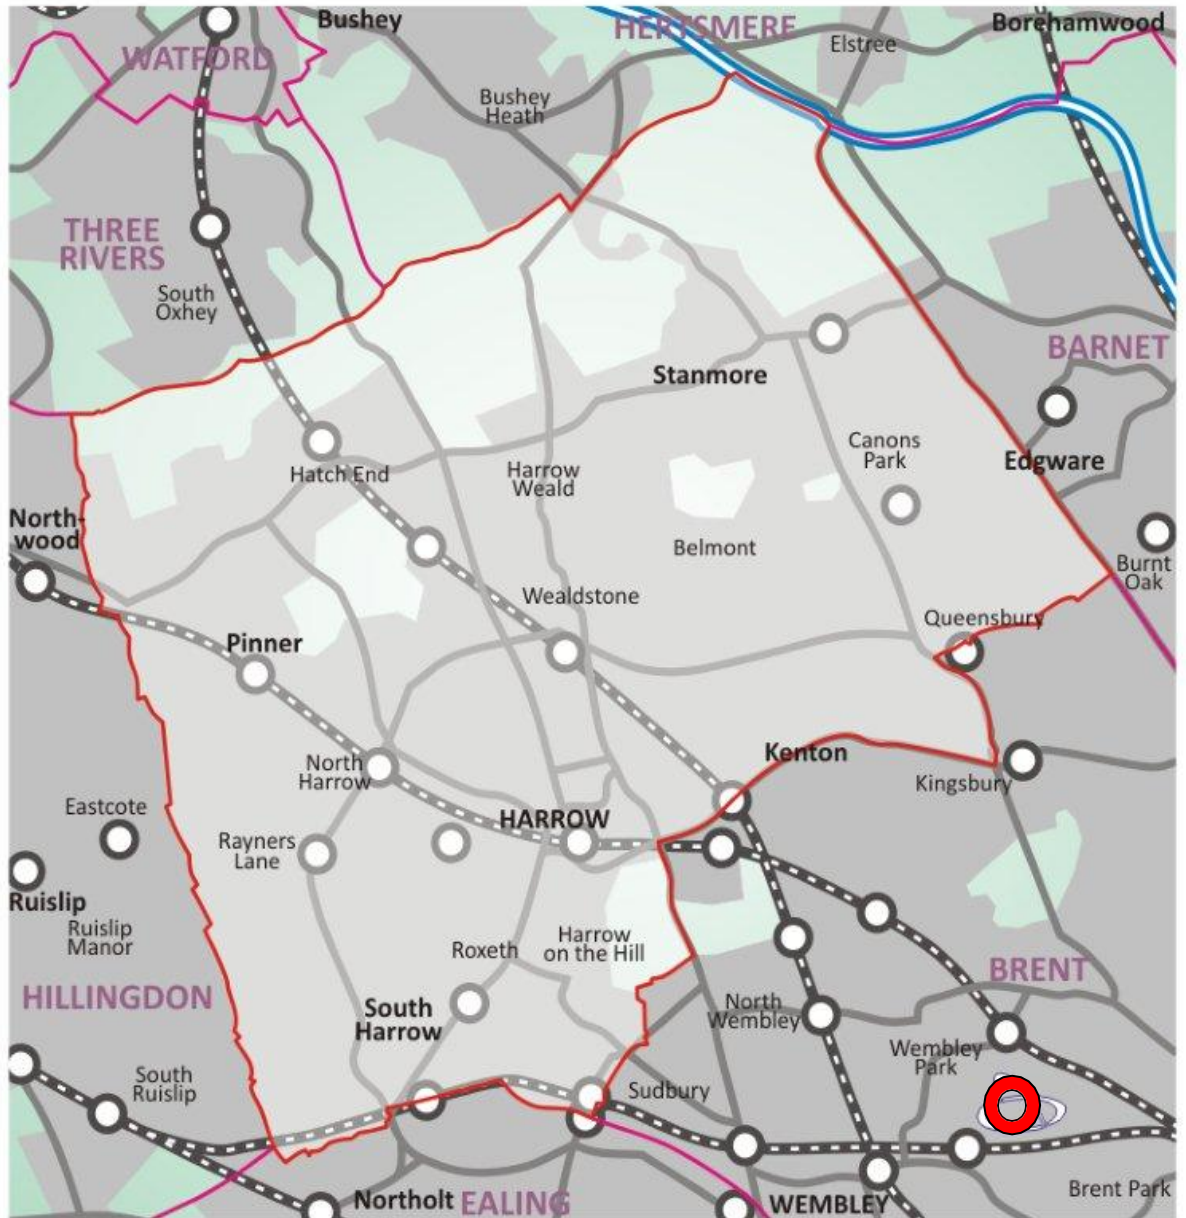 Bushey
HERTSMERE
Borehamwood
WATFORD
Elstree
Bushey
Heath
THREE
RIVERS
South
Oxhey
BARNET
Stanmore
Canons
Park
Edgware
Hatch End
Harrow
Weald
North-
wood
Belmont
Burnt
Oak
Wealdstone
Queensbury
Pinner
Kenton
North
Harrow
Kingsbury
Eastcote
HARROW
Rayners
Lane
Ruislip
Ruislip
Manor
Roxeth
Harrow
on the Hill
BRENT
HILLINGDON
South
Harrow
North
Wembley
Wembley
Park
South
Ruislip
Sudbury
Brent Park
Northolt
EALING
WEMBLEY